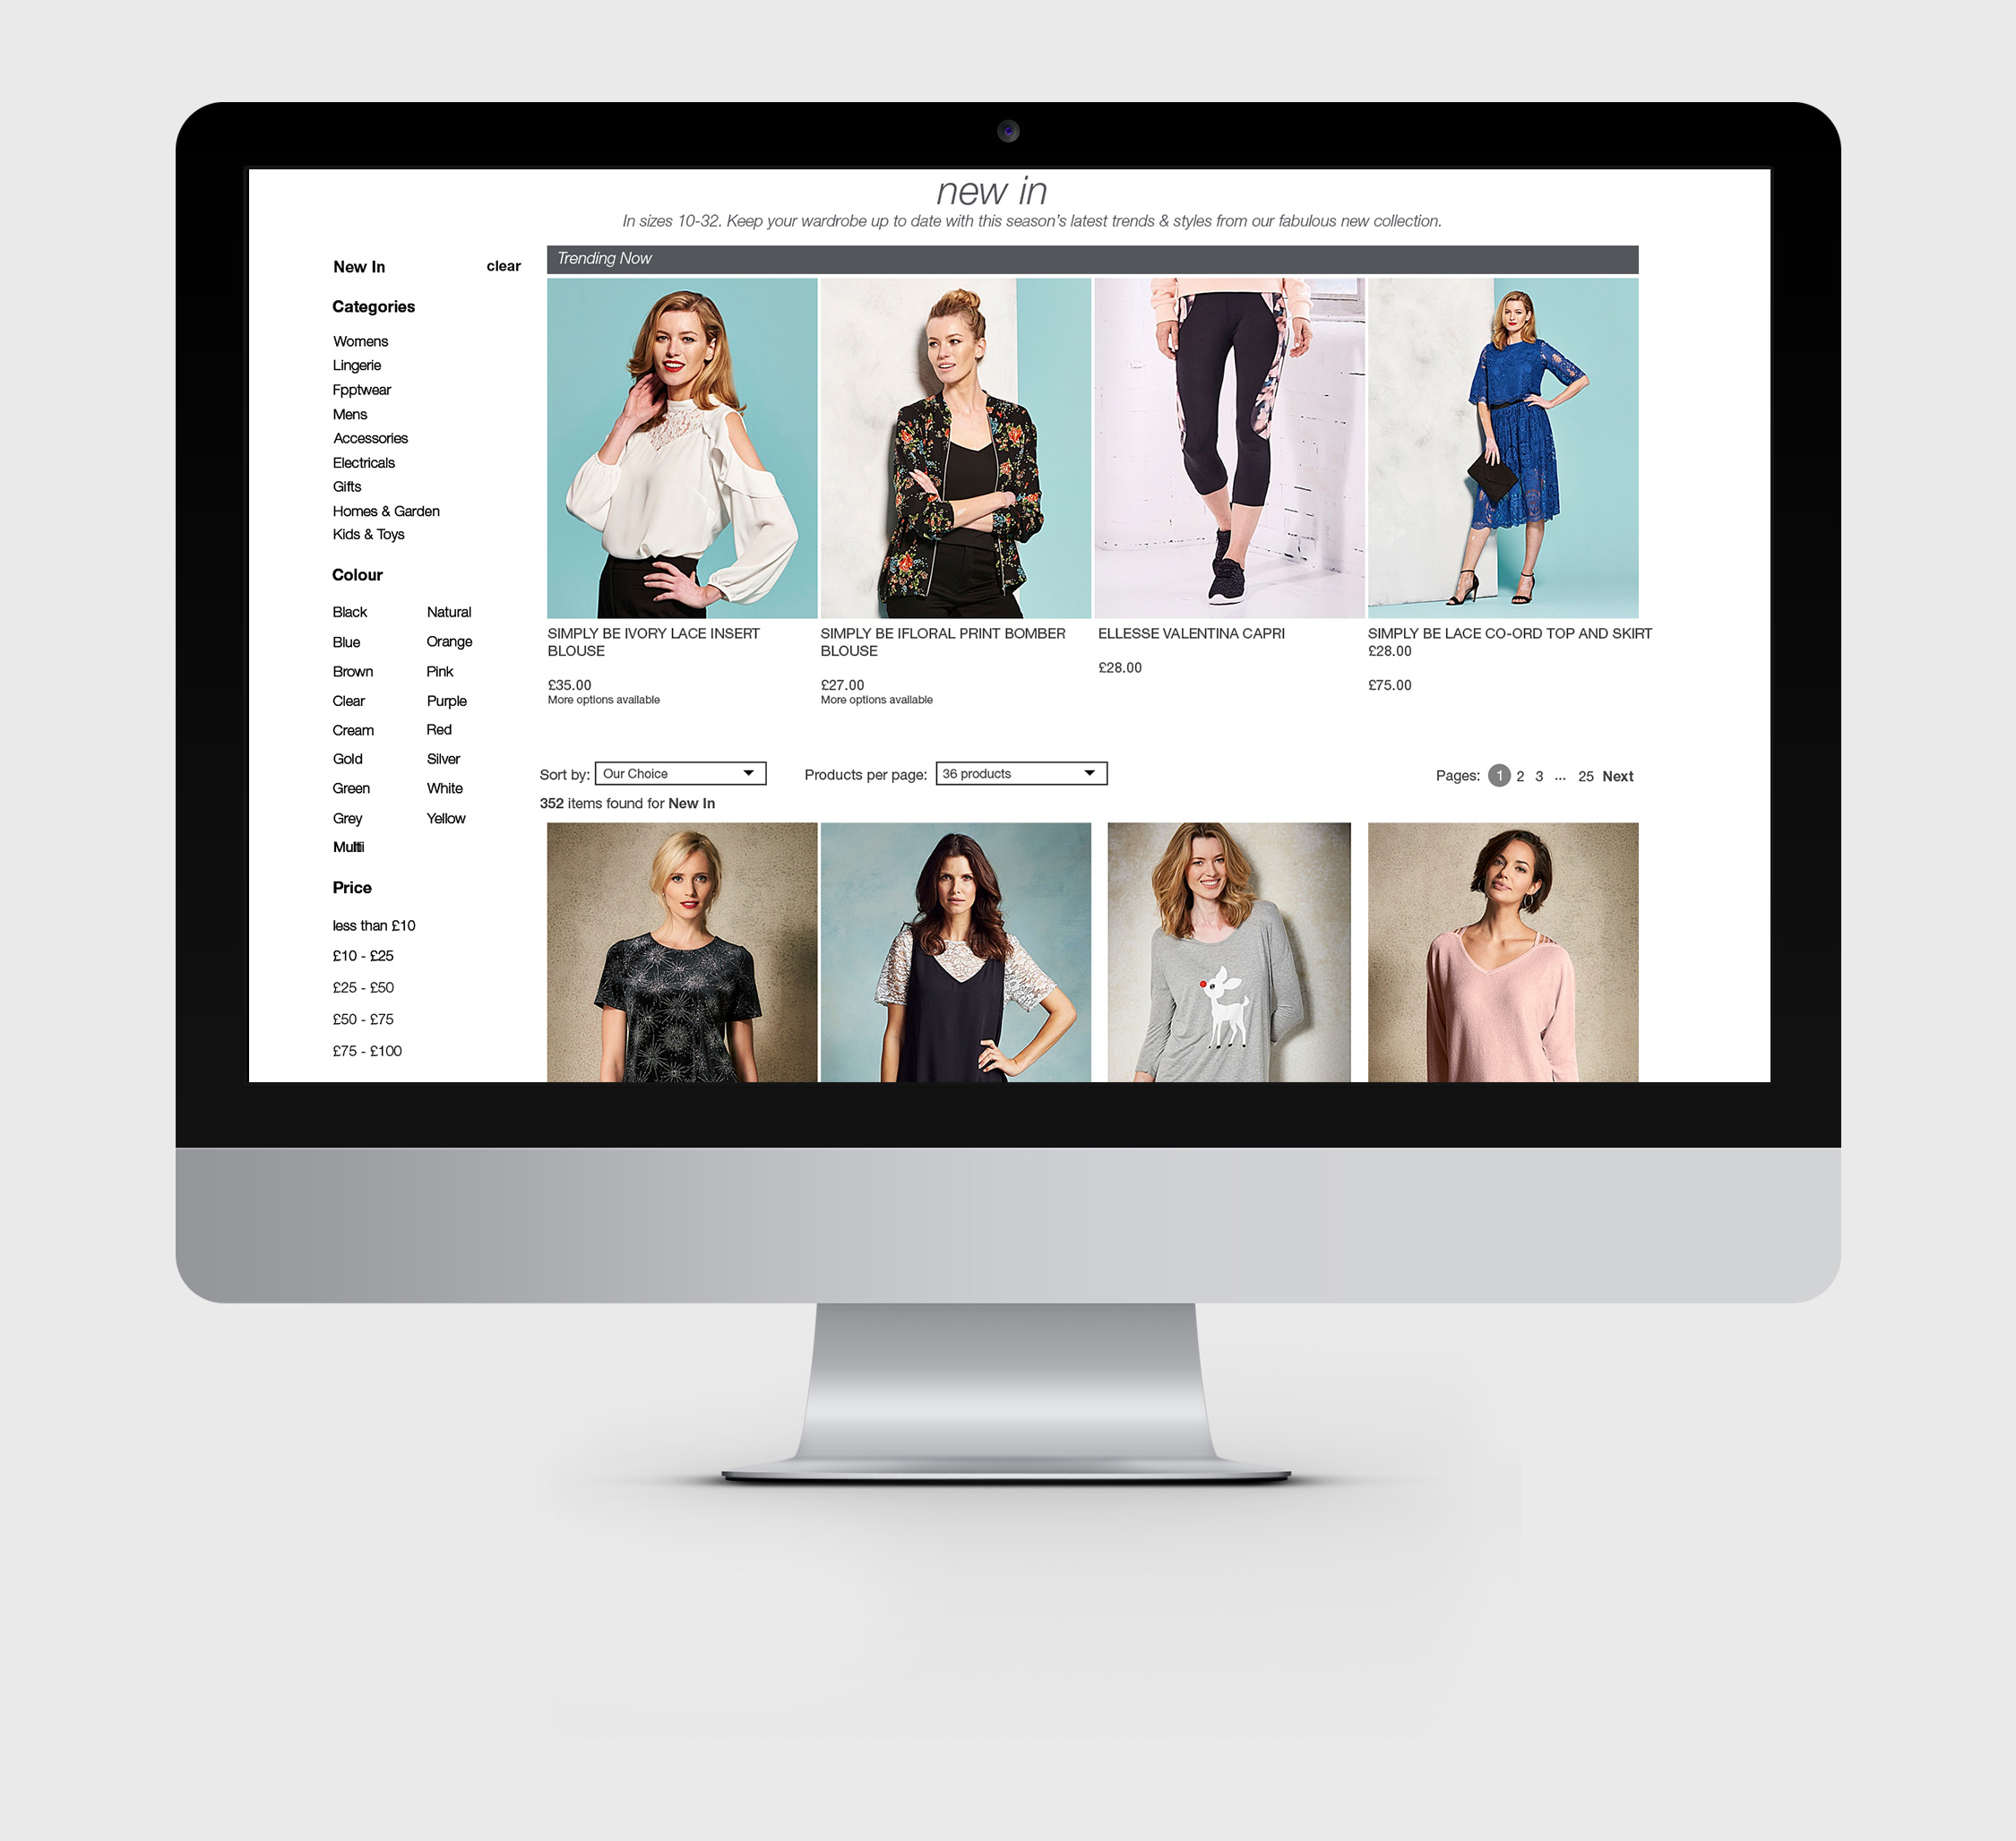 new in
In sizes 10-32. Keep your wardrobe up to date with this season's latest trends & styles from our fabulous new collection.
New In
clear
Categories
Womens
Lingerie
Fpptwear
Mens
Accessories
Electricals
Gifts
Homes & Garden
Kids & Toys
Colour
Black
Blue
Brown
Clear
Cream
Gold
Green
Grey
Multi
Natural
Orange
Pink
Purple
Red
Silver
White
Yellow
Price
less than £10
£10 - £25
£25 - £50
£50 - £75
£75 - £100
Trending Now
SIMPLY BE IVORY LACE INSERT
BLOUSE
£35.00
More options available
SIMPLY BE IFLORAL PRINT BOMBER
BLOUSE
£27.00
More options available
ELLESSE VALENTINA CAPRI
£28.00
SIMPLY BE LACE CO-ORD TOP AND SKIRT
£28.00
£75.00
Sort by: Our Choice
Products per page: 36 products
Pages: 1 2 3 ... 25 Next
352 items found for New In